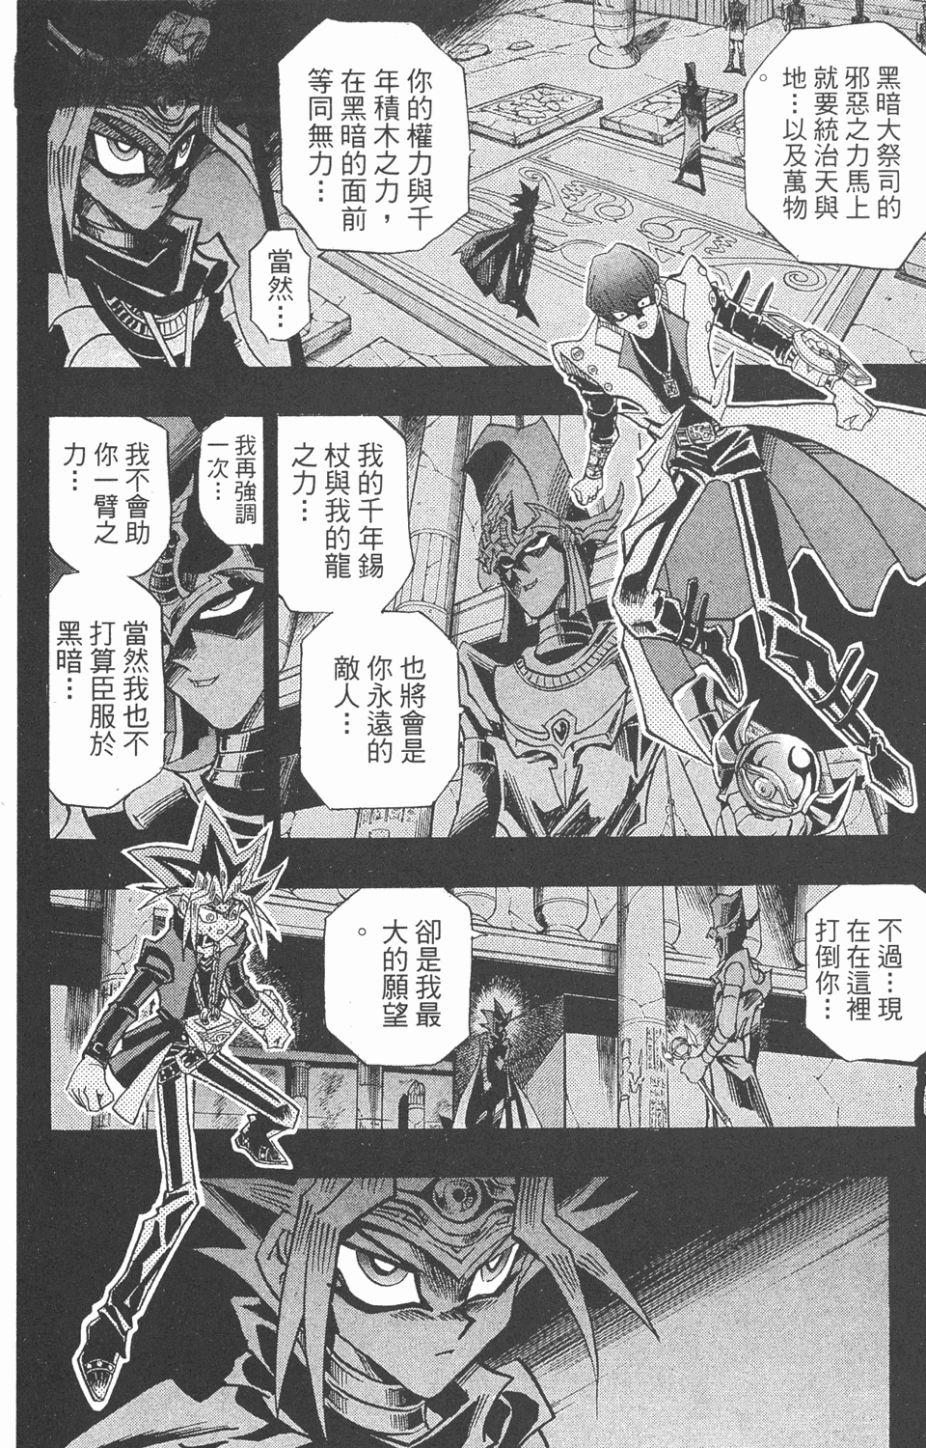 黑暗大祭司的
邪惡之力馬上
就要統治天與
地…以及萬物
。
你的權力與千
年積木之力，
在黑暗的面前
等同無力…
當然…
我的千年錫
杖與我的龍
之力…
也將會是
你永遠的
敵人…
我再強調
一次…
我不會助
你一臂之
力…
當然我也不
打算臣服於
黑暗…
不過…現
在在這裡
打倒你…
卻是我最
大的願望
。